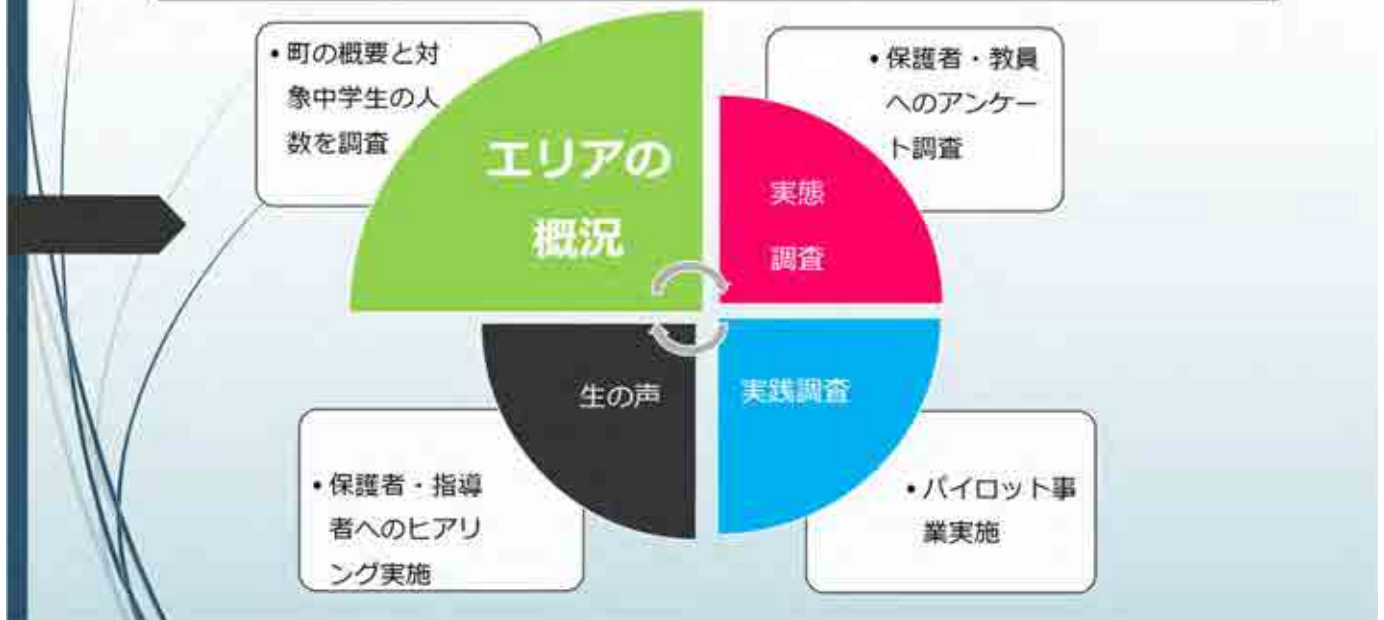 • 町の概要と対
象中学生の人
数を調査
エリアの
概況
• 保護者・教員
へのアンケー
ト調査
実態
調査
生の声
実践調査
• 保護者・指導
者へのヒアリ
ング実施
• パイロット事
業実施